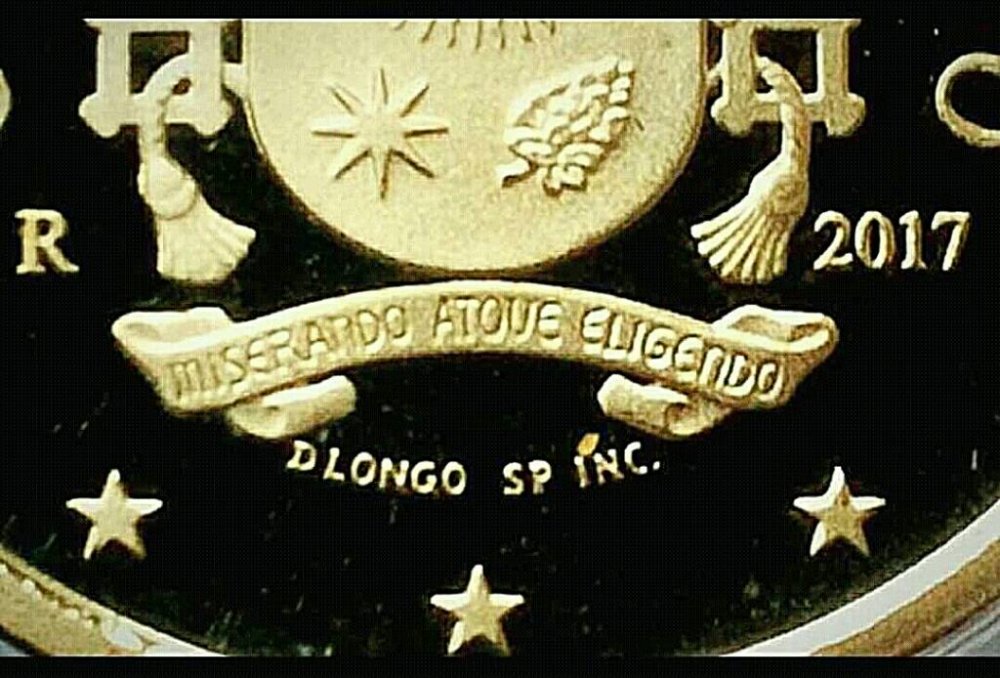 R 2017
MISERANDO ATQUE ELIGENDO
D LONGO SP INC.